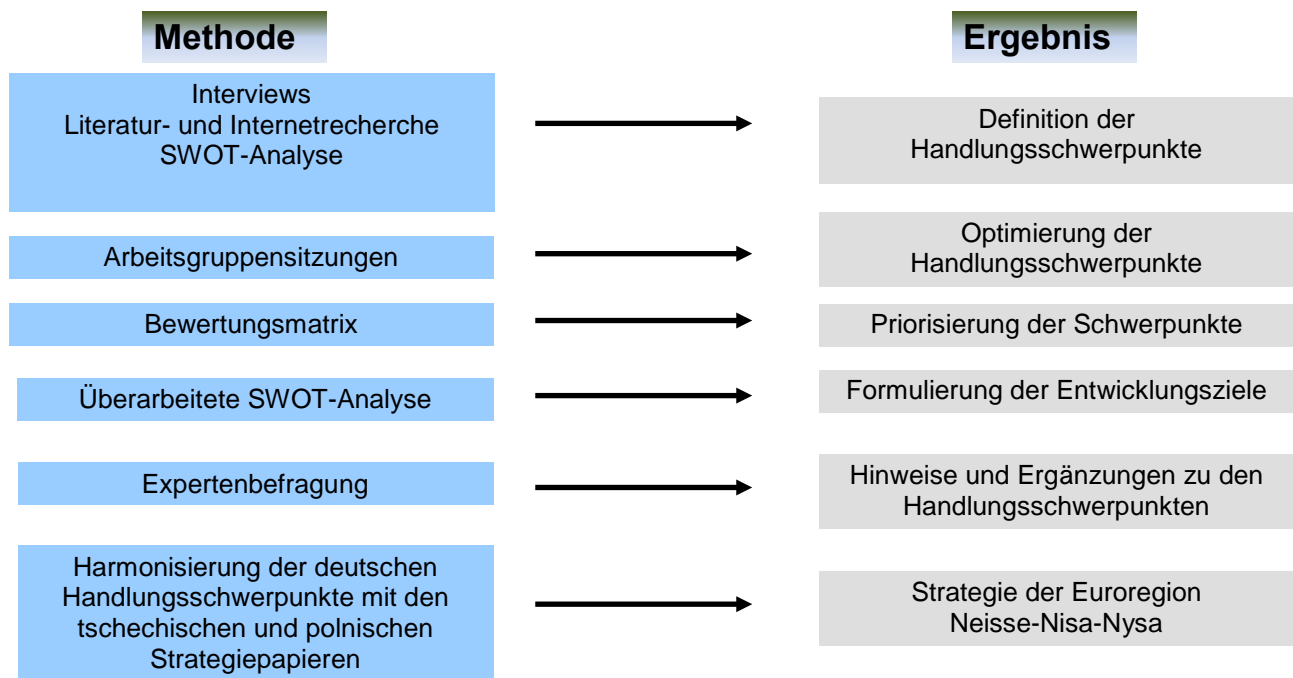 Methode
Ergebnis
Interviews
Literatur- und Internetrecherche
SWOT-Analyse
Definition der
Handlungsschwerpunkte
Arbeitsgruppensitzungen
Optimierung der
Handlungsschwerpunkte
Bewertungsmatrix
Priorisierung der Schwerpunkte
Überarbeitete SWOT-Analyse
Formulierung der Entwicklungsziele
Expertenbefragung
Hinweise und Ergänzungen zu den
Handlungsschwerpunkten
Harmonisierung der deutschen
Handlungsschwerpunkte mit den
tschechischen und polnischen
Strategiepapieren
Strategie der Euroregion
Neisse-Nisa-Nysa